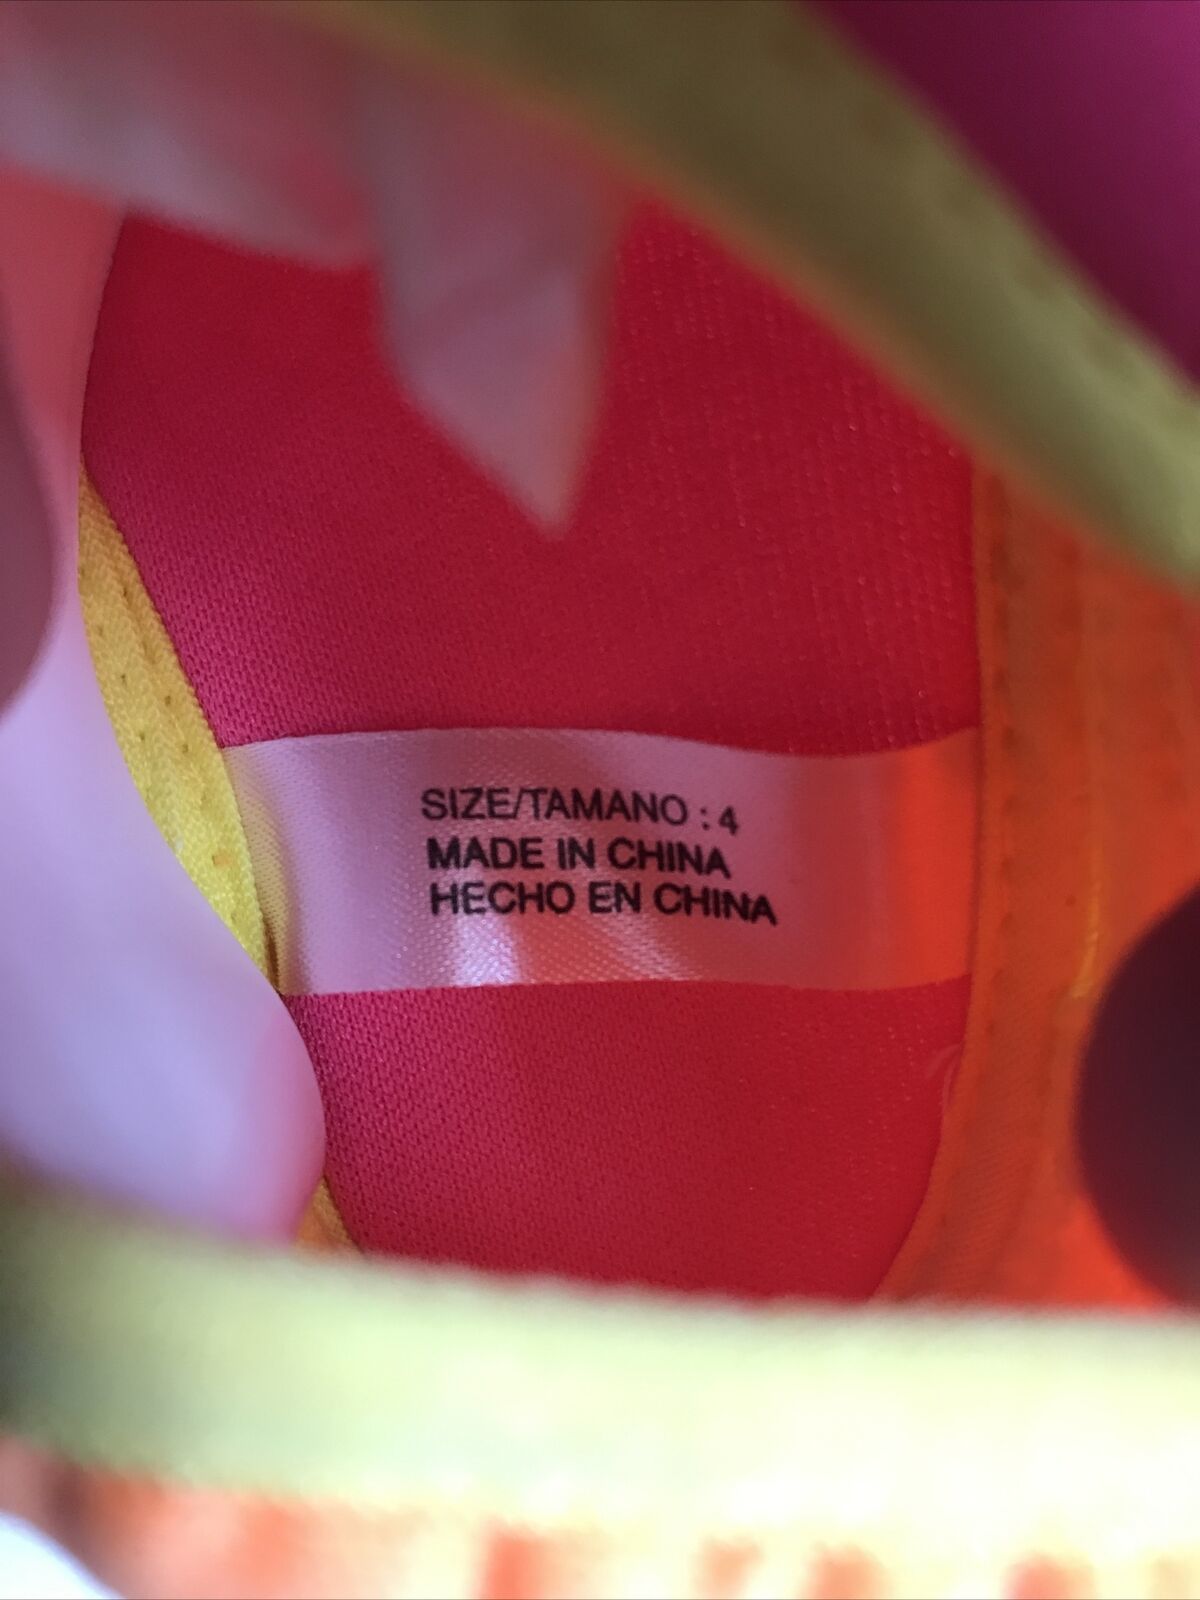 SIZE/TAMANO : 4
MADE IN CHINA
HECHO EN CHINA